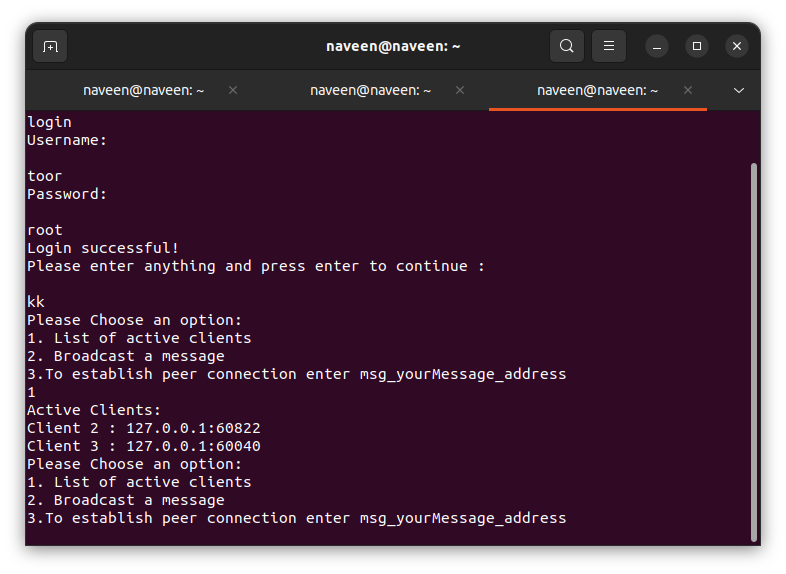 naveen@naveen: ~
naveen@naveen: ~ naveen@naveen: ~ naveen@naveen: ~
login
Username:
toor
Password:
root
Login successful!
Please enter anything and press enter to continue :
kk
Please Choose an option:
1. List of active clients
2. Broadcast a message
3.To establish peer connection enter msg_yourMessage_address
1
Active Clients:
Client 2 : 127.0.0.1:60822
Client 3 : 127.0.0.1:60040
Please Choose an option:
1. List of active clients
2. Broadcast a message
3.To establish peer connection enter msg_yourMessage_address